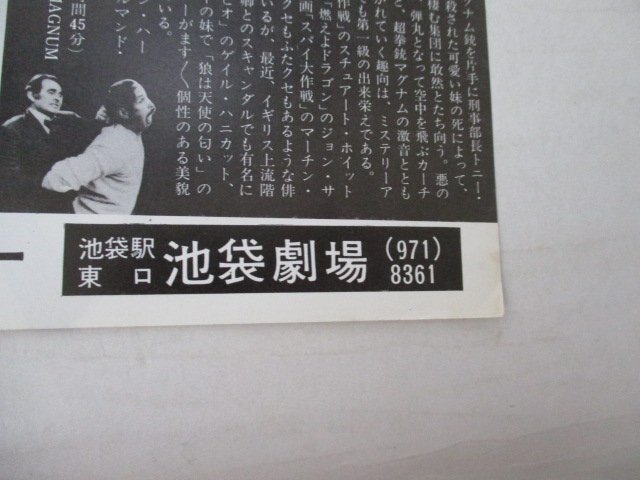 ナム銃を片手に刑事部長トニー・
殺された可愛い妹の死によって、
棲む集団に敢然とたち向う。悪の
、弾丸となって空中を飛ぶカーチ
と、超拳銃マグナムの激音ととも
かれていく趣向は、ミステリーア
も第一級の出来栄えである。
作戦」のスチュアート・ホイット
「燃えよドラゴン」のジョン・サ
画「スパイ大作戦」のマーチン・
クセもふたクセもあるような俳
いるが、最近、イギリス上流階
卿とのスキャンダルでも有名に
ピオ」のゲイル・ハニカット、
の妹で「狼は天使の匂い」の
ーがまず〱個性のある美貌
いる。
ン・ハー
ルマンド・
MAGNUM
間45分)
池袋駅
東口
池袋劇場
(971)
8361